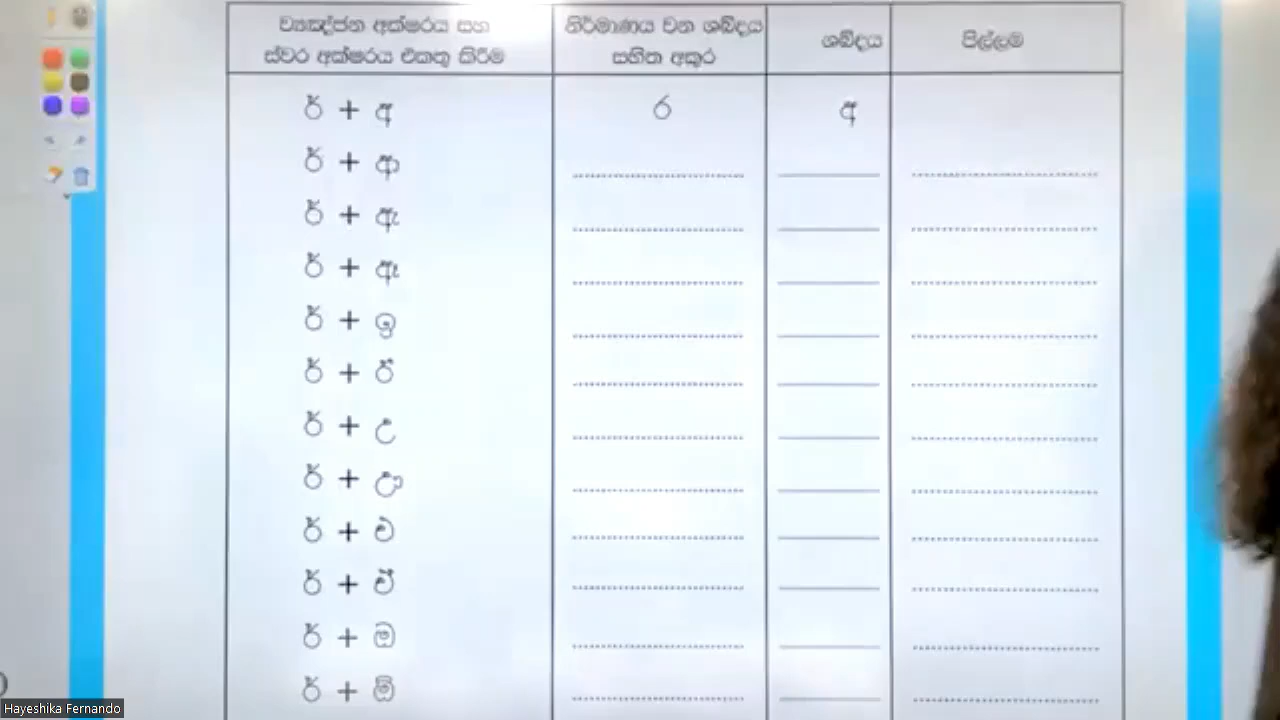 ව්‍යඤ්ජන අක්ෂරය සහ
ස්වර අක්ෂරය එකතු කිරීම
නිර්මාණය වන ශබ්දය
සහිත අකුර
ශබ්දය
පිල්ලම
ර් + අ
ර
අ
ර් + ආ
ර් + ඇ
ර් + ඈ
ර් + ඉ
ර් + ඊ
ර් + උ
ර් + ඌ
ර් + එ
ර් + ඒ
ර් + ඔ
ර් + ඕ
Hayeshika Fernando